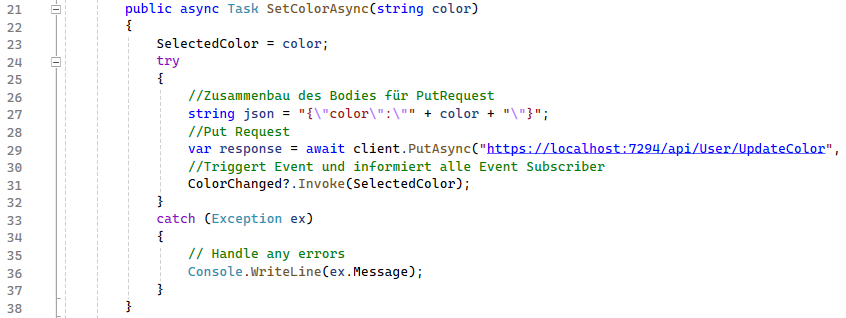 21 public async Task SetColorAsync(string color)
22 {
23 SelectedColor = color;
24 try
25 {
26 //Zusammenbau des Bodies für PutRequest
27 string json = "{\"color\":\"" + color + "\"}";
28 //Put Request
29 var response = await client.PutAsync("https://localhost:7294/api/User/UpdateColor",
30 //Triggert Event und informiert alle Event Subscriber
31 ColorChanged?.Invoke(SelectedColor);
32 }
33 catch (Exception ex)
34 {
35 // Handle any errors
36 Console.WriteLine(ex.Message);
37 }
38 }